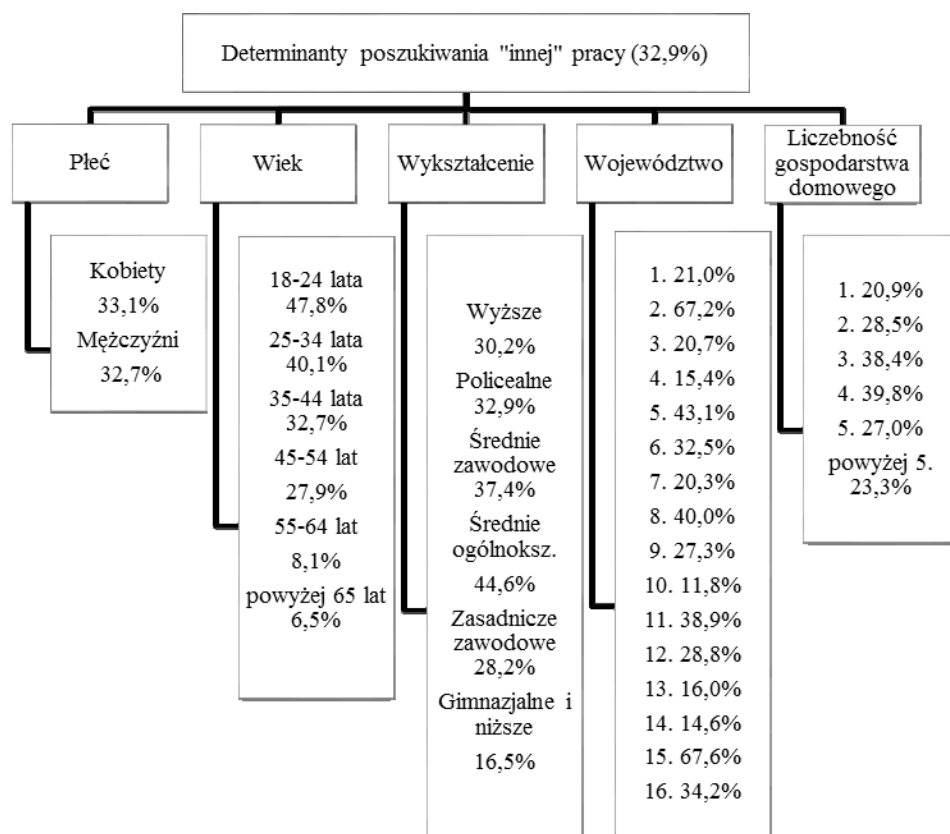 Determinanty poszukiwania "innej" pracy (32,9%)
Płeć
Kobiety
33,1%
Mężczyźni
32,7%
Wiek
18-24 lata
47,8%
25-34 lata
40,1%
35-44 lata
32,7%
45-54 lat
27,9%
55-64 lat
8,1%
powyżej 65 lat
6,5%
Wykształcenie
Wyższe
30,2%
Policealne
32,9%
Średnie
zawodowe
37,4%
Średnie
ogólnoksz.
44,6%
Zasadnicze
zawodowe
28,2%
Gimnazjalne i
niższe
16,5%
Województwo
1. 21,0%
2. 67,2%
3. 20,7%
4. 15,4%
5. 43,1%
6. 32,5%
7. 20,3%
8. 40,0%
9. 27,3%
10. 11,8%
11. 38,9%
12. 28,8%
13. 16,0%
14. 14,6%
15. 67,6%
16. 34,2%
Liczebność
gospodarstwa
domowego
1. 20,9%
2. 28,5%
3. 38,4%
4. 39,8%
5. 27,0%
powyżej 5.
23,3%